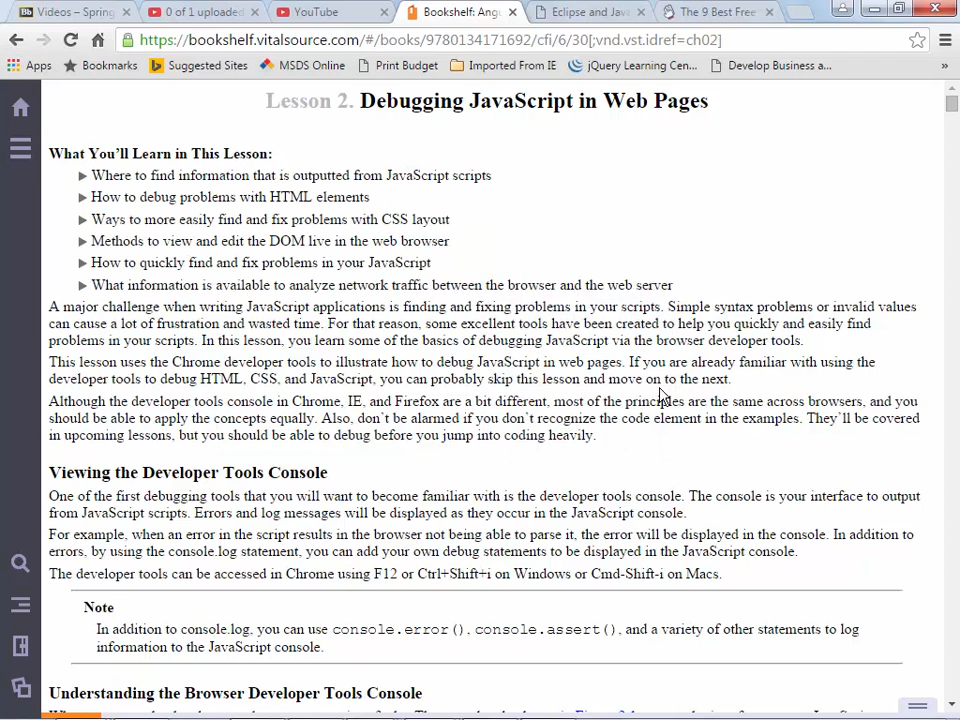 Videos – Spring
0 of 1 uploaded
YouTube
Bookshelf: Angu
Eclipse and Java
The 9 Best Free
https://bookshelf.vitalsource.com/#/books/9780134171692/cfi/6/30[;vnd.vst.idref=ch02]
Apps Bookmarks Suggested Sites MSDS Online Print Budget Imported From IE jQuery Learning Cen... Develop Business a... »
Lesson 2. Debugging JavaScript in Web Pages
What You’ll Learn in This Lesson:
Where to find information that is outputted from JavaScript scripts
How to debug problems with HTML elements
Ways to more easily find and fix problems with CSS layout
Methods to view and edit the DOM live in the web browser
How to quickly find and fix problems in your JavaScript
What information is available to analyze network traffic between the browser and the web server
A major challenge when writing JavaScript applications is finding and fixing problems in your scripts. Simple syntax problems or invalid values
can cause a lot of frustration and wasted time. For that reason, some excellent tools have been created to help you quickly and easily find
problems in your scripts. In this lesson, you learn some of the basics of debugging JavaScript via the browser developer tools.
This lesson uses the Chrome developer tools to illustrate how to debug JavaScript in web pages. If you are already familiar with using the
developer tools to debug HTML, CSS, and JavaScript, you can probably skip this lesson and move on to the next.
Although the developer tools console in Chrome, IE, and Firefox are a bit different, most of the principles are the same across browsers, and you
should be able to apply the concepts equally. Also, don’t be alarmed if you don’t recognize the code element in the examples. They’ll be covered
in upcoming lessons, but you should be able to debug before you jump into coding heavily.
Viewing the Developer Tools Console
One of the first debugging tools that you will want to become familiar with is the developer tools console. The console is your interface to output
from JavaScript scripts. Errors and log messages will be displayed as they occur in the JavaScript console.
For example, when an error in the script results in the browser not being able to parse it, the error will be displayed in the console. In addition to
errors, by using the console.log statement, you can add your own debug statements to be displayed in the JavaScript console.
The developer tools can be accessed in Chrome using F12 or Ctrl+Shift+i on Windows or Cmd-Shift-i on Macs.
Note
In addition to console.log, you can use console.error(), console.assert(), and a variety of other statements to log
information to the JavaScript console.
Understanding the Browser Developer Tools Console